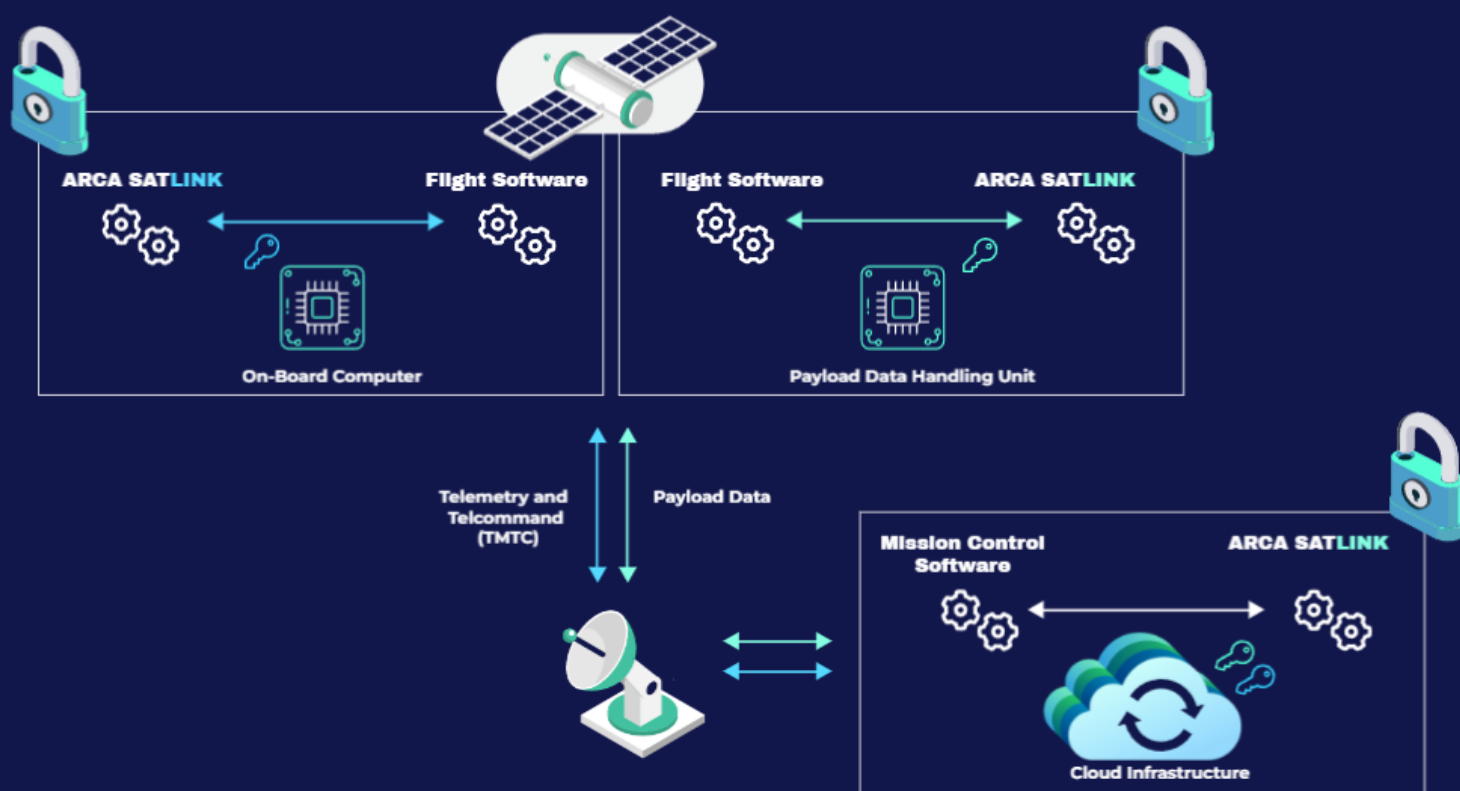 ARCA SATLINK
Flight Software
Flight Software
ARCA SATLINK
On-Board Computer
Payload Data Handling Unit
Telemetry and
Telcommand
(TMTC)
Payload Data
Mission Control
Software
ARCA SATLINK
Cloud Infrastructure